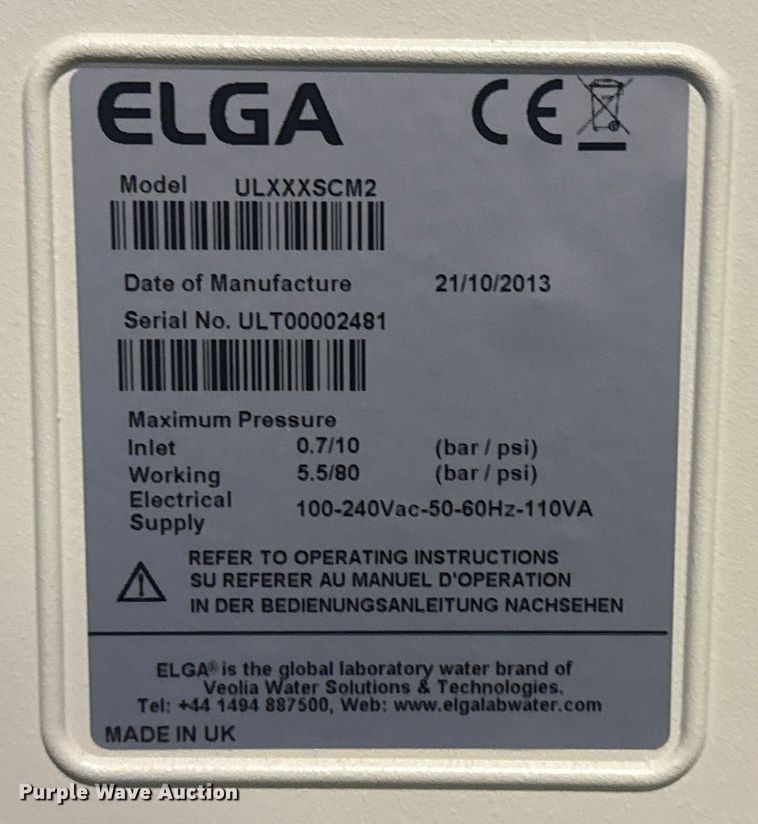 ELGA CE
Model ULXXXSCM2
Date of Manufacture 21/10/2013
Serial No. ULT00002481
Maximum Pressure
Inlet 0.7/10 (bar / psi)
Working 5.5/80 (bar / psi)
Electrical
Supply 100-240Vac-50-60Hz-110VA
REFER TO OPERATING INSTRUCTIONS
SU REFERER AU MANUEL D'OPERATION
IN DER BEDIENUNGSANLEITUNG NACHSEHEN
ELGA® is the global laboratory water brand of
Veolia Water Solutions & Technologies.
Tel: +44 1494 887500, Web: www.elgalabwater.com
MADE IN UK
Purple Wave Auction